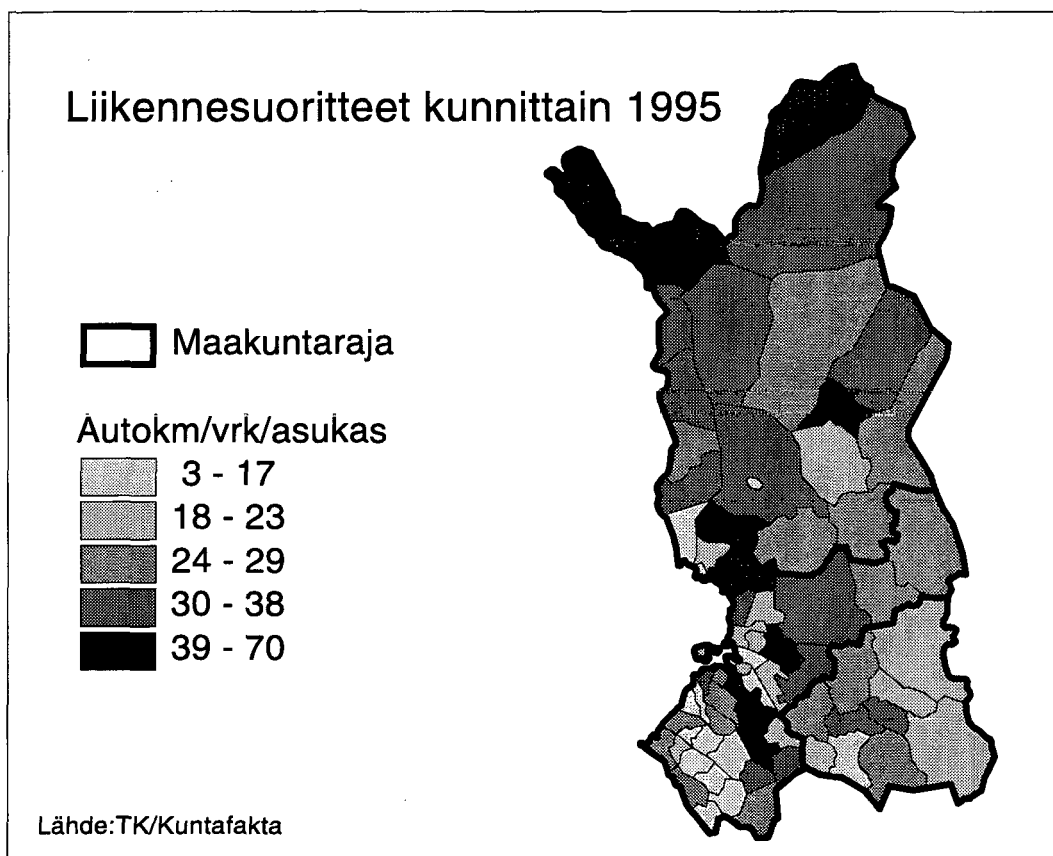 Liikennesuoritteet kunnittain 1995
Maakuntaraja
Autokm/vrk/asukas
3 - 17
18 - 23
24 - 29
30 - 38
39 - 70
Lähde:TK/Kuntafakta